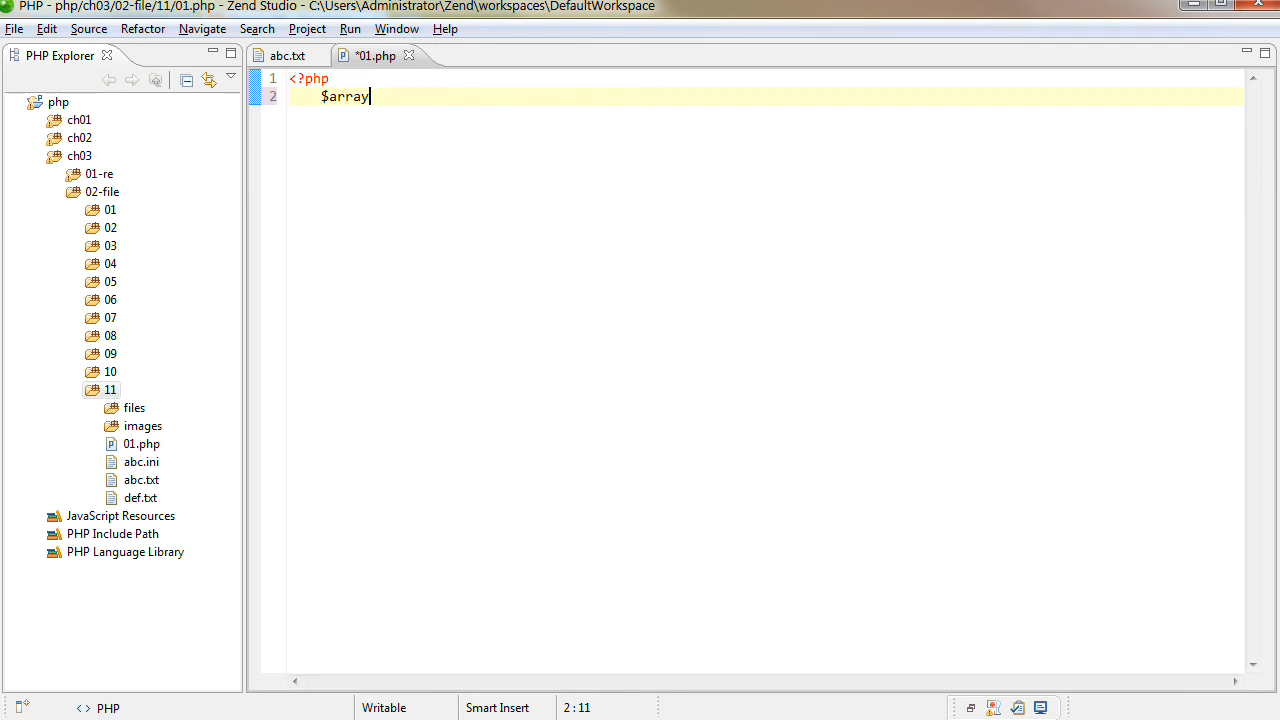 PHP - php/ch03/02-file/11/01.php - Zend Studio - C:\Users\Administrator\Zend\workspaces\DefaultWorkspace
File Edit Source Refactor Navigate Search Project Run Window Help
PHP Explorer
abc.txt
*01.php
1 <?php
2 $array
php
ch01
ch02
ch03
01-re
02-file
01
02
03
04
05
06
07
08
09
10
11
files
images
01.php
abc.ini
abc.txt
def.txt
JavaScript Resources
PHP Include Path
PHP Language Library
<> PHP
Writable
Smart Insert
2 : 11